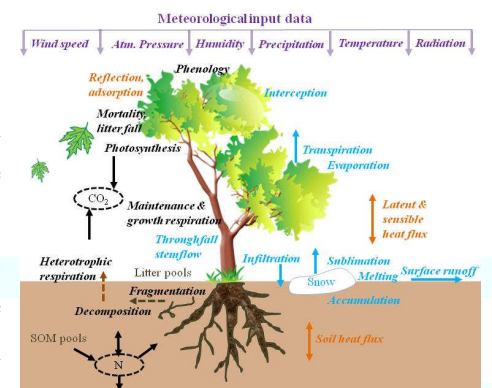 Meteorological input data
Wind speed
Atm. Pressure
Humidity
Precipitation
Temperature
Radiation
Phenology
Reflection,
adsorption
Interception
Mortality,
litter fall
Photosynthesis
Transpiration
Evaporation
CO2
Maintenance &
growth respiration
Latent &
sensible
heat flux
Throughfall
stemflow
Infiltration
Sublimation
Heterotrophic
respiration
Litter pools
Snow
Melting
Surface runoff
Fragmentation
Accumulation
Decomposition
SOM pools
Soil heat flux
N